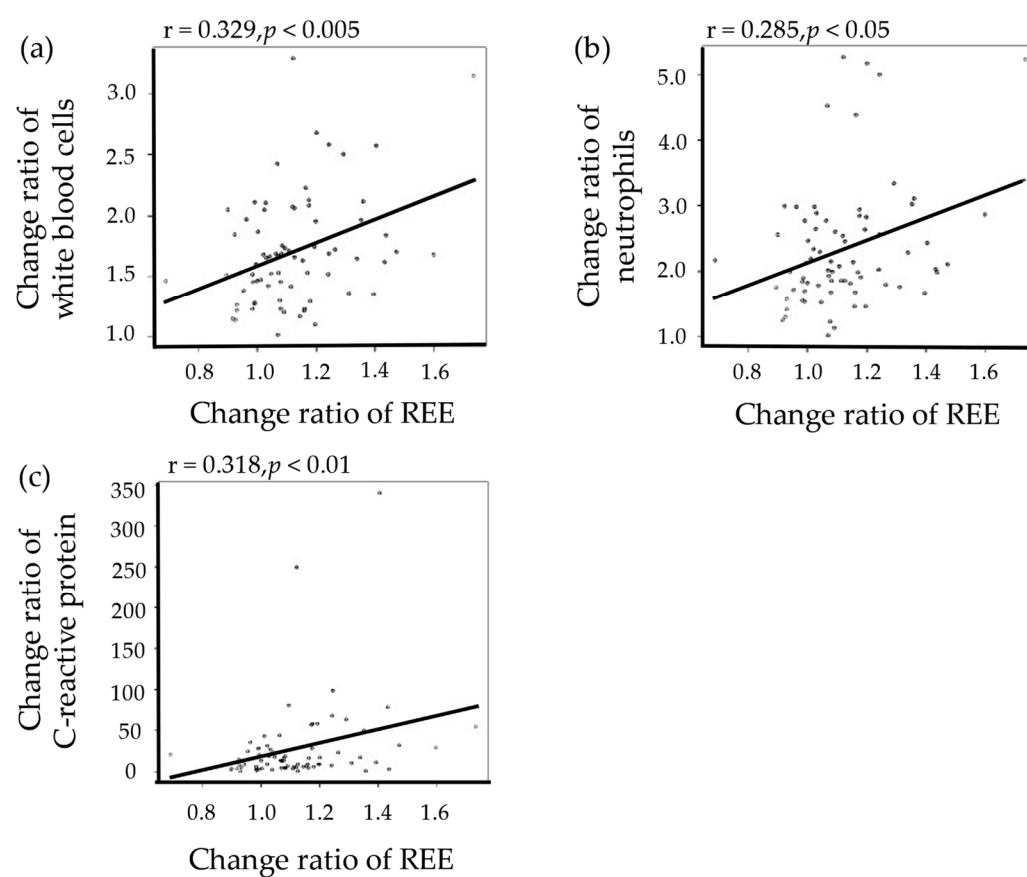 (a)
r = 0.329,p < 0.005
Change ratio of
white blood cells
3.0
2.5
2.0
1.5
1.0
0.8 1.0 1.2 1.4 1.6
Change ratio of REE
(b)
r = 0.285,p < 0.05
Change ratio of
neutrophils
5.0
4.0
3.0
2.0
1.0
0.8 1.0 1.2 1.4 1.6
Change ratio of REE
(c)
r = 0.318,p < 0.01
Change ratio of
C-reactive protein
350
300
250
200
150
100
50
0
0.8 1.0 1.2 1.4 1.6
Change ratio of REE